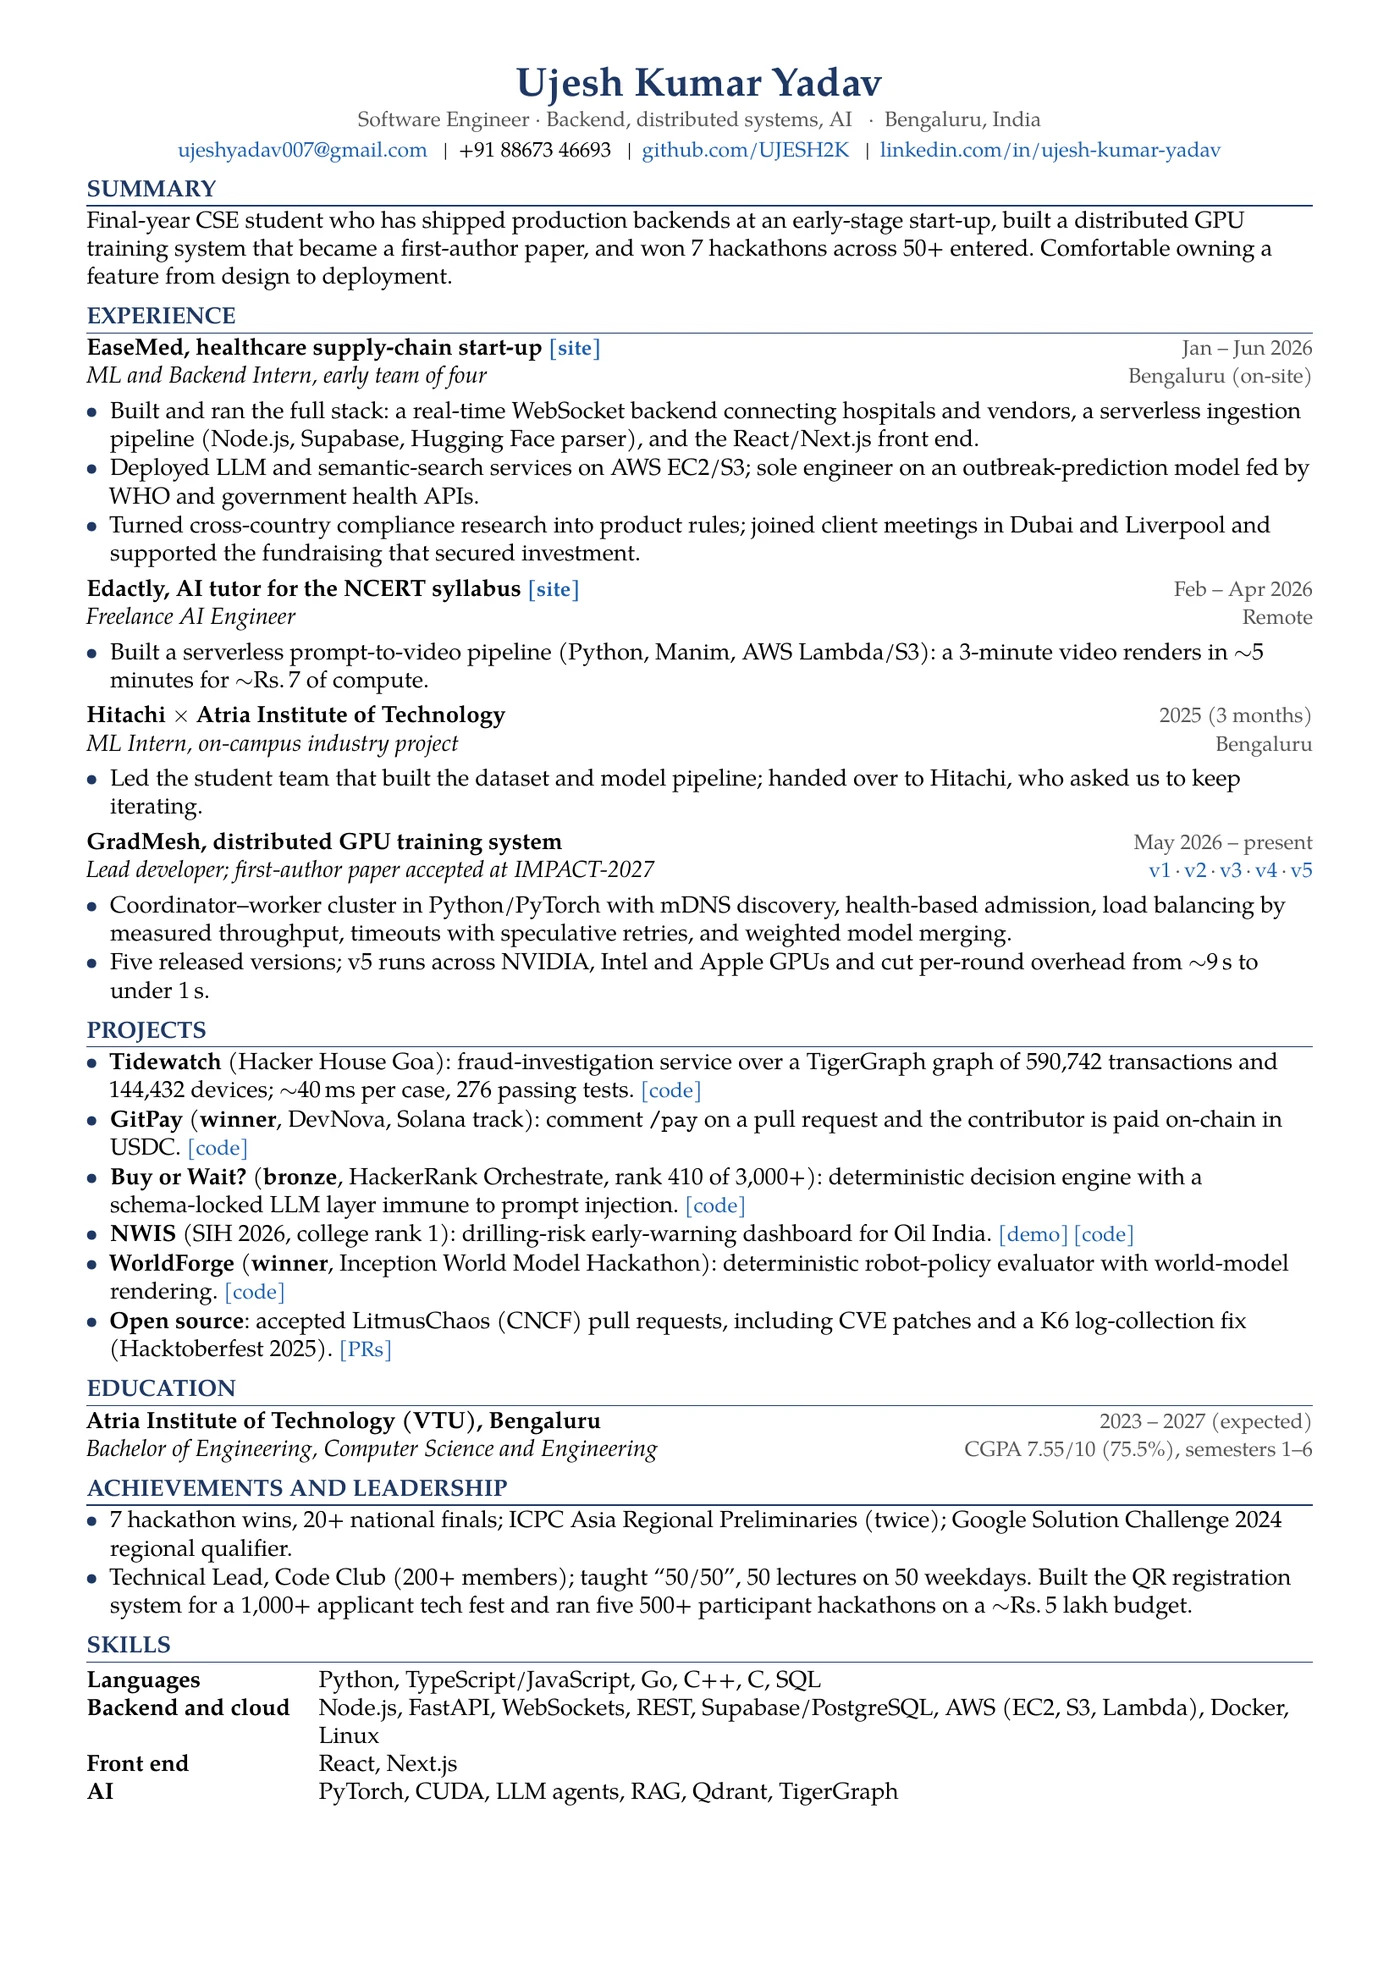 Ujesh Kumar Yadav
Software Engineer · Backend, distributed systems, AI · Bengaluru, India
ujeshyadav007@gmail.com | +91 88673 46693 | github.com/UJESH2K | linkedin.com/in/ujesh-kumar-yadav
SUMMARY
Final-year CSE student who has shipped production backends at an early-stage start-up, built a distributed GPU
training system that became a first-author paper, and won 7 hackathons across 50+ entered. Comfortable owning a
feature from design to deployment.
EXPERIENCE
EaseMed, healthcare supply-chain start-up [site] Jan – Jun 2026
ML and Backend Intern, early team of four Bengaluru (on-site)
• Built and ran the full stack: a real-time WebSocket backend connecting hospitals and vendors, a serverless ingestion
pipeline (Node.js, Supabase, Hugging Face parser), and the React/Next.js front end.
• Deployed LLM and semantic-search services on AWS EC2/S3; sole engineer on an outbreak-prediction model fed by
WHO and government health APIs.
• Turned cross-country compliance research into product rules; joined client meetings in Dubai and Liverpool and
supported the fundraising that secured investment.
Edactly, AI tutor for the NCERT syllabus [site] Feb – Apr 2026
Freelance AI Engineer Remote
• Built a serverless prompt-to-video pipeline (Python, Manim, AWS Lambda/S3): a 3-minute video renders in ~5
minutes for ~Rs. 7 of compute.
Hitachi × Atria Institute of Technology 2025 (3 months)
ML Intern, on-campus industry project Bengaluru
• Led the student team that built the dataset and model pipeline; handed over to Hitachi, who asked us to keep
iterating.
GradMesh, distributed GPU training system May 2026 – present
Lead developer; first-author paper accepted at IMPACT-2027 v1 · v2 · v3 · v4 · v5
• Coordinator–worker cluster in Python/PyTorch with mDNS discovery, health-based admission, load balancing by
measured throughput, timeouts with speculative retries, and weighted model merging.
• Five released versions; v5 runs across NVIDIA, Intel and Apple GPUs and cut per-round overhead from ~9 s to
under 1 s.
PROJECTS
• Tidewatch (Hacker House Goa): fraud-investigation service over a TigerGraph graph of 590,742 transactions and
144,432 devices; ~40 ms per case, 276 passing tests. [code]
• GitPay (winner, DevNova, Solana track): comment /pay on a pull request and the contributor is paid on-chain in
USDC. [code]
• Buy or Wait? (bronze, HackerRank Orchestrate, rank 410 of 3,000+): deterministic decision engine with a
schema-locked LLM layer immune to prompt injection. [code]
• NWIS (SIH 2026, college rank 1): drilling-risk early-warning dashboard for Oil India. [demo] [code]
• WorldForge (winner, Inception World Model Hackathon): deterministic robot-policy evaluator with world-model
rendering. [code]
• Open source: accepted LitmusChaos (CNCF) pull requests, including CVE patches and a K6 log-collection fix
(Hacktoberfest 2025). [PRs]
EDUCATION
Atria Institute of Technology (VTU), Bengaluru 2023 – 2027 (expected)
Bachelor of Engineering, Computer Science and Engineering CGPA 7.55/10 (75.5%), semesters 1–6
ACHIEVEMENTS AND LEADERSHIP
• 7 hackathon wins, 20+ national finals; ICPC Asia Regional Preliminaries (twice); Google Solution Challenge 2024
regional qualifier.
• Technical Lead, Code Club (200+ members); taught “50/50”, 50 lectures on 50 weekdays. Built the QR registration
system for a 1,000+ applicant tech fest and ran five 500+ participant hackathons on a ~Rs. 5 lakh budget.
SKILLS
Languages Python, TypeScript/JavaScript, Go, C++, C, SQL
Backend and cloud Node.js, FastAPI, WebSockets, REST, Supabase/PostgreSQL, AWS (EC2, S3, Lambda), Docker,
Linux
Front end React, Next.js
AI PyTorch, CUDA, LLM agents, RAG, Qdrant, TigerGraph